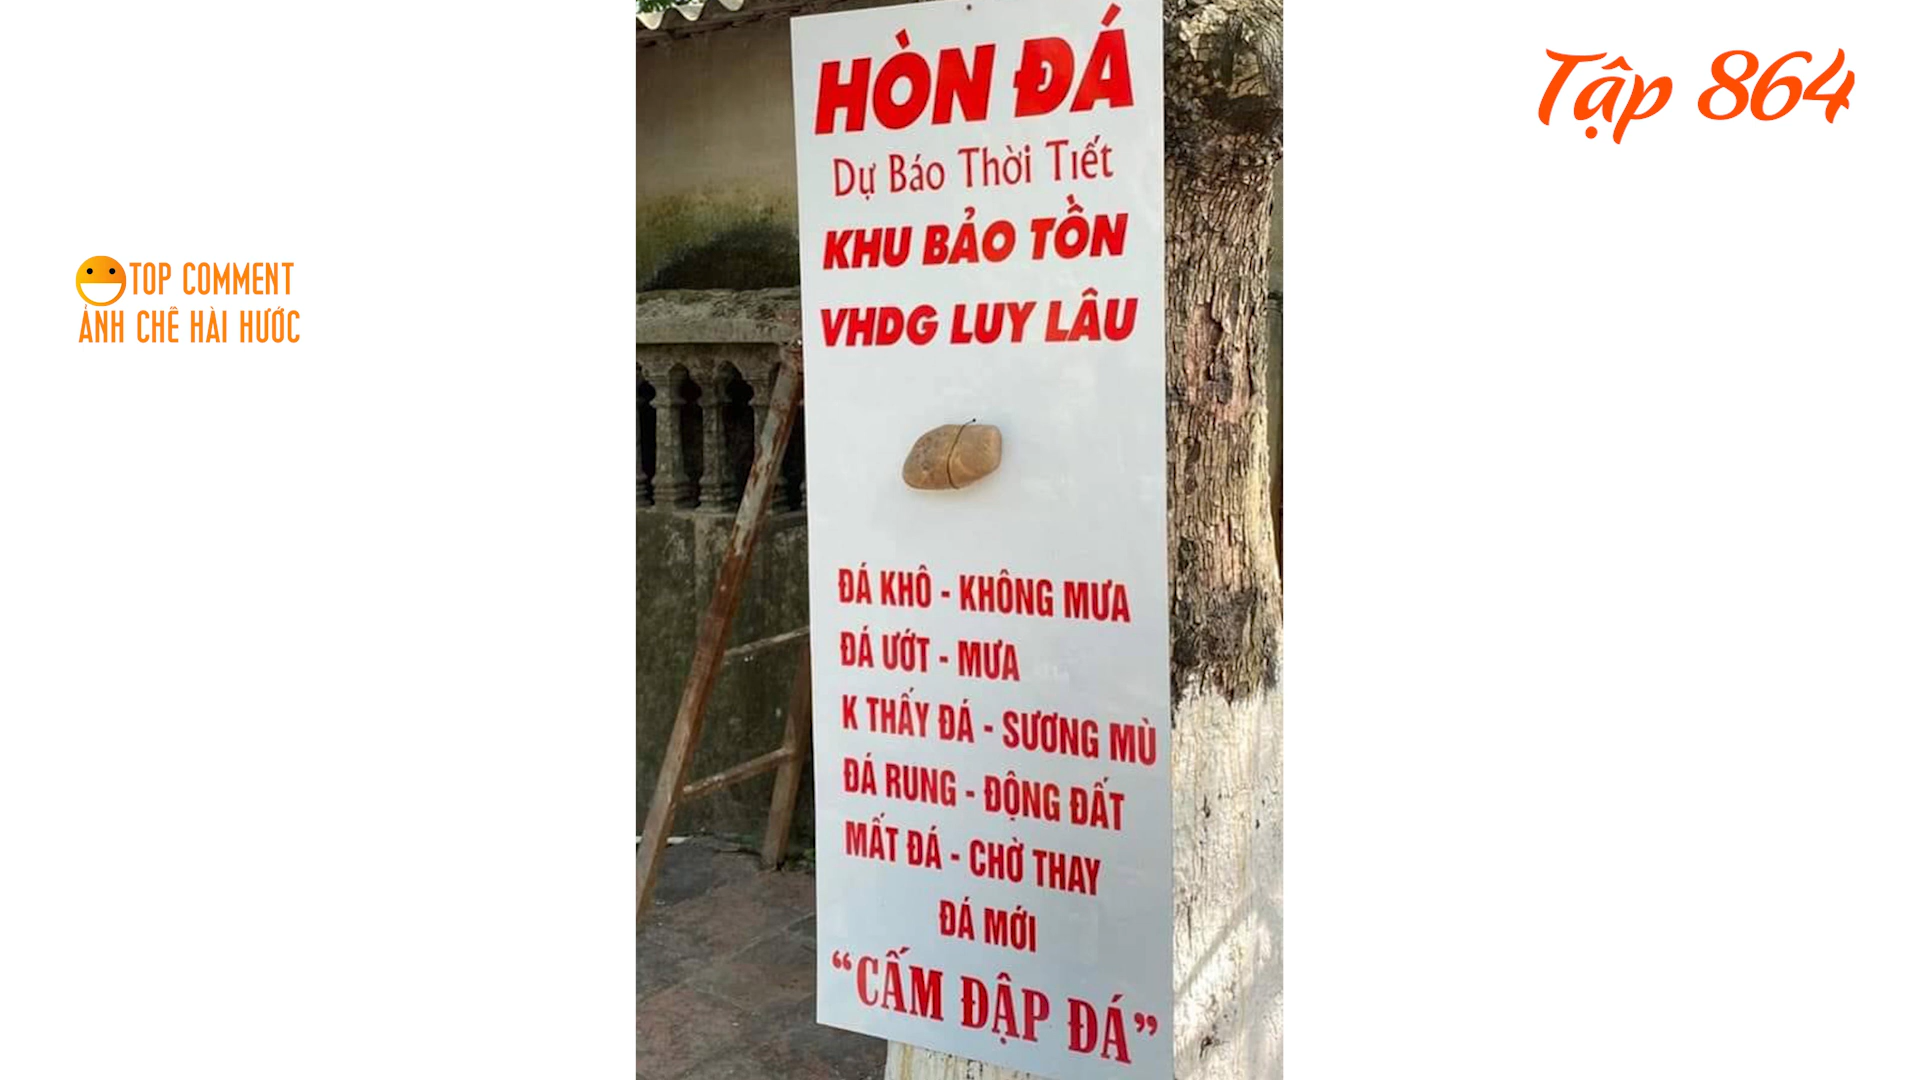 HÒN ĐÁ
Dự Báo Thời Tiết
KHU BẢO TỒN
VHDG LUY LÂU
ĐÁ KHÔ - KHÔNG MƯA
ĐÁ ƯỚT - MƯA
K THẤY ĐÁ - SƯƠNG MÙ
ĐÁ RUNG - ĐỘNG ĐẤT
MẤT ĐÁ - CHỜ THAY
ĐÁ MỚI
“CẤM ĐẬP ĐÁ”
Tập 864
TOP COMMENT
ẢNH CHẾ HÀI HƯỚC